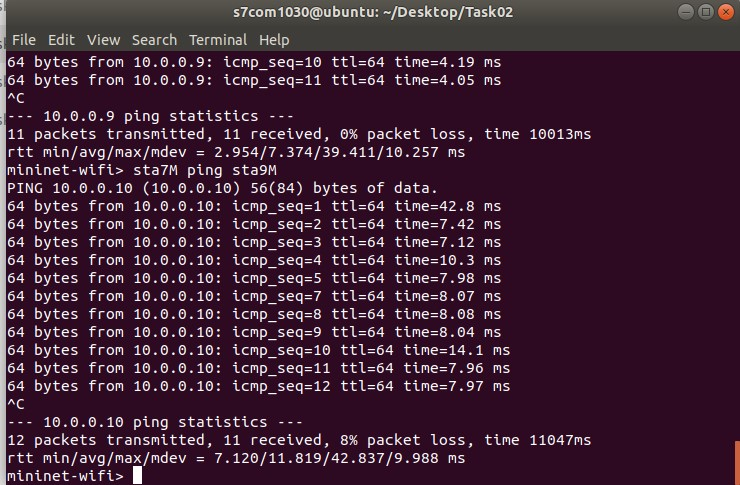 s7com1030@ubuntu: ~/Desktop/Task02
File Edit View Search Terminal Help
64 bytes from 10.0.0.9: icmp_seq=10 ttl=64 time=4.19 ms
64 bytes from 10.0.0.9: icmp_seq=11 ttl=64 time=4.05 ms
^C
--- 10.0.0.9 ping statistics ---
11 packets transmitted, 11 received, 0% packet loss, time 10013ms
rtt min/avg/max/mdev = 2.954/7.374/39.411/10.257 ms
mininet-wifi> sta7M ping sta9M
PING 10.0.0.10 (10.0.0.10) 56(84) bytes of data.
64 bytes from 10.0.0.10: icmp_seq=1 ttl=64 time=42.8 ms
64 bytes from 10.0.0.10: icmp_seq=2 ttl=64 time=7.42 ms
64 bytes from 10.0.0.10: icmp_seq=3 ttl=64 time=7.12 ms
64 bytes from 10.0.0.10: icmp_seq=4 ttl=64 time=10.3 ms
64 bytes from 10.0.0.10: icmp_seq=5 ttl=64 time=7.98 ms
64 bytes from 10.0.0.10: icmp_seq=7 ttl=64 time=8.07 ms
64 bytes from 10.0.0.10: icmp_seq=8 ttl=64 time=8.08 ms
64 bytes from 10.0.0.10: icmp_seq=9 ttl=64 time=8.04 ms
64 bytes from 10.0.0.10: icmp_seq=10 ttl=64 time=14.1 ms
64 bytes from 10.0.0.10: icmp_seq=11 ttl=64 time=7.96 ms
64 bytes from 10.0.0.10: icmp_seq=12 ttl=64 time=7.97 ms
^C
--- 10.0.0.10 ping statistics ---
12 packets transmitted, 11 received, 8% packet loss, time 11047ms
rtt min/avg/max/mdev = 7.120/11.819/42.837/9.988 ms
mininet-wifi>